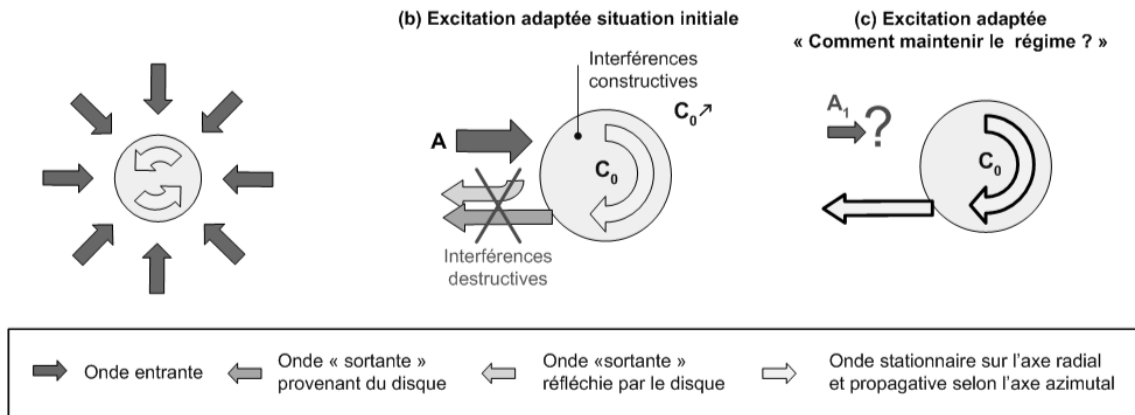 (b) Excitation adaptée situation initiale
Interférences
constructives
C₀↗
A
C₀
Interférences
destructives
(c) Excitation adaptée
« Comment maintenir le régime ? »
A₁
?
C₀
Onde entrante
Onde « sortante »
provenant du disque
Onde «sortante »
réfléchie par le disque
Onde stationnaire sur l'axe radial
et propagative selon l'axe azimutal